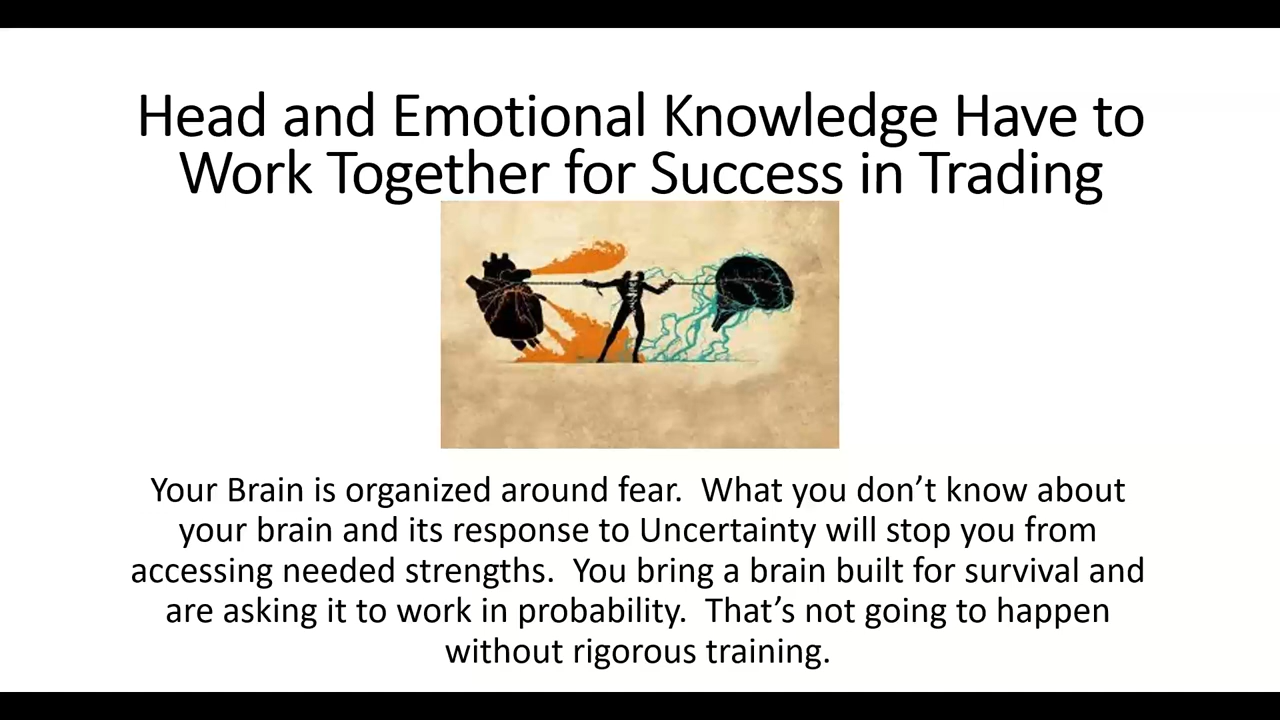 Head and Emotional Knowledge Have to
Work Together for Success in Trading
Your Brain is organized around fear.  What you don’t know about
your brain and its response to Uncertainty will stop you from
accessing needed strengths.  You bring a brain built for survival and
are asking it to work in probability.  That’s not going to happen
without rigorous training.